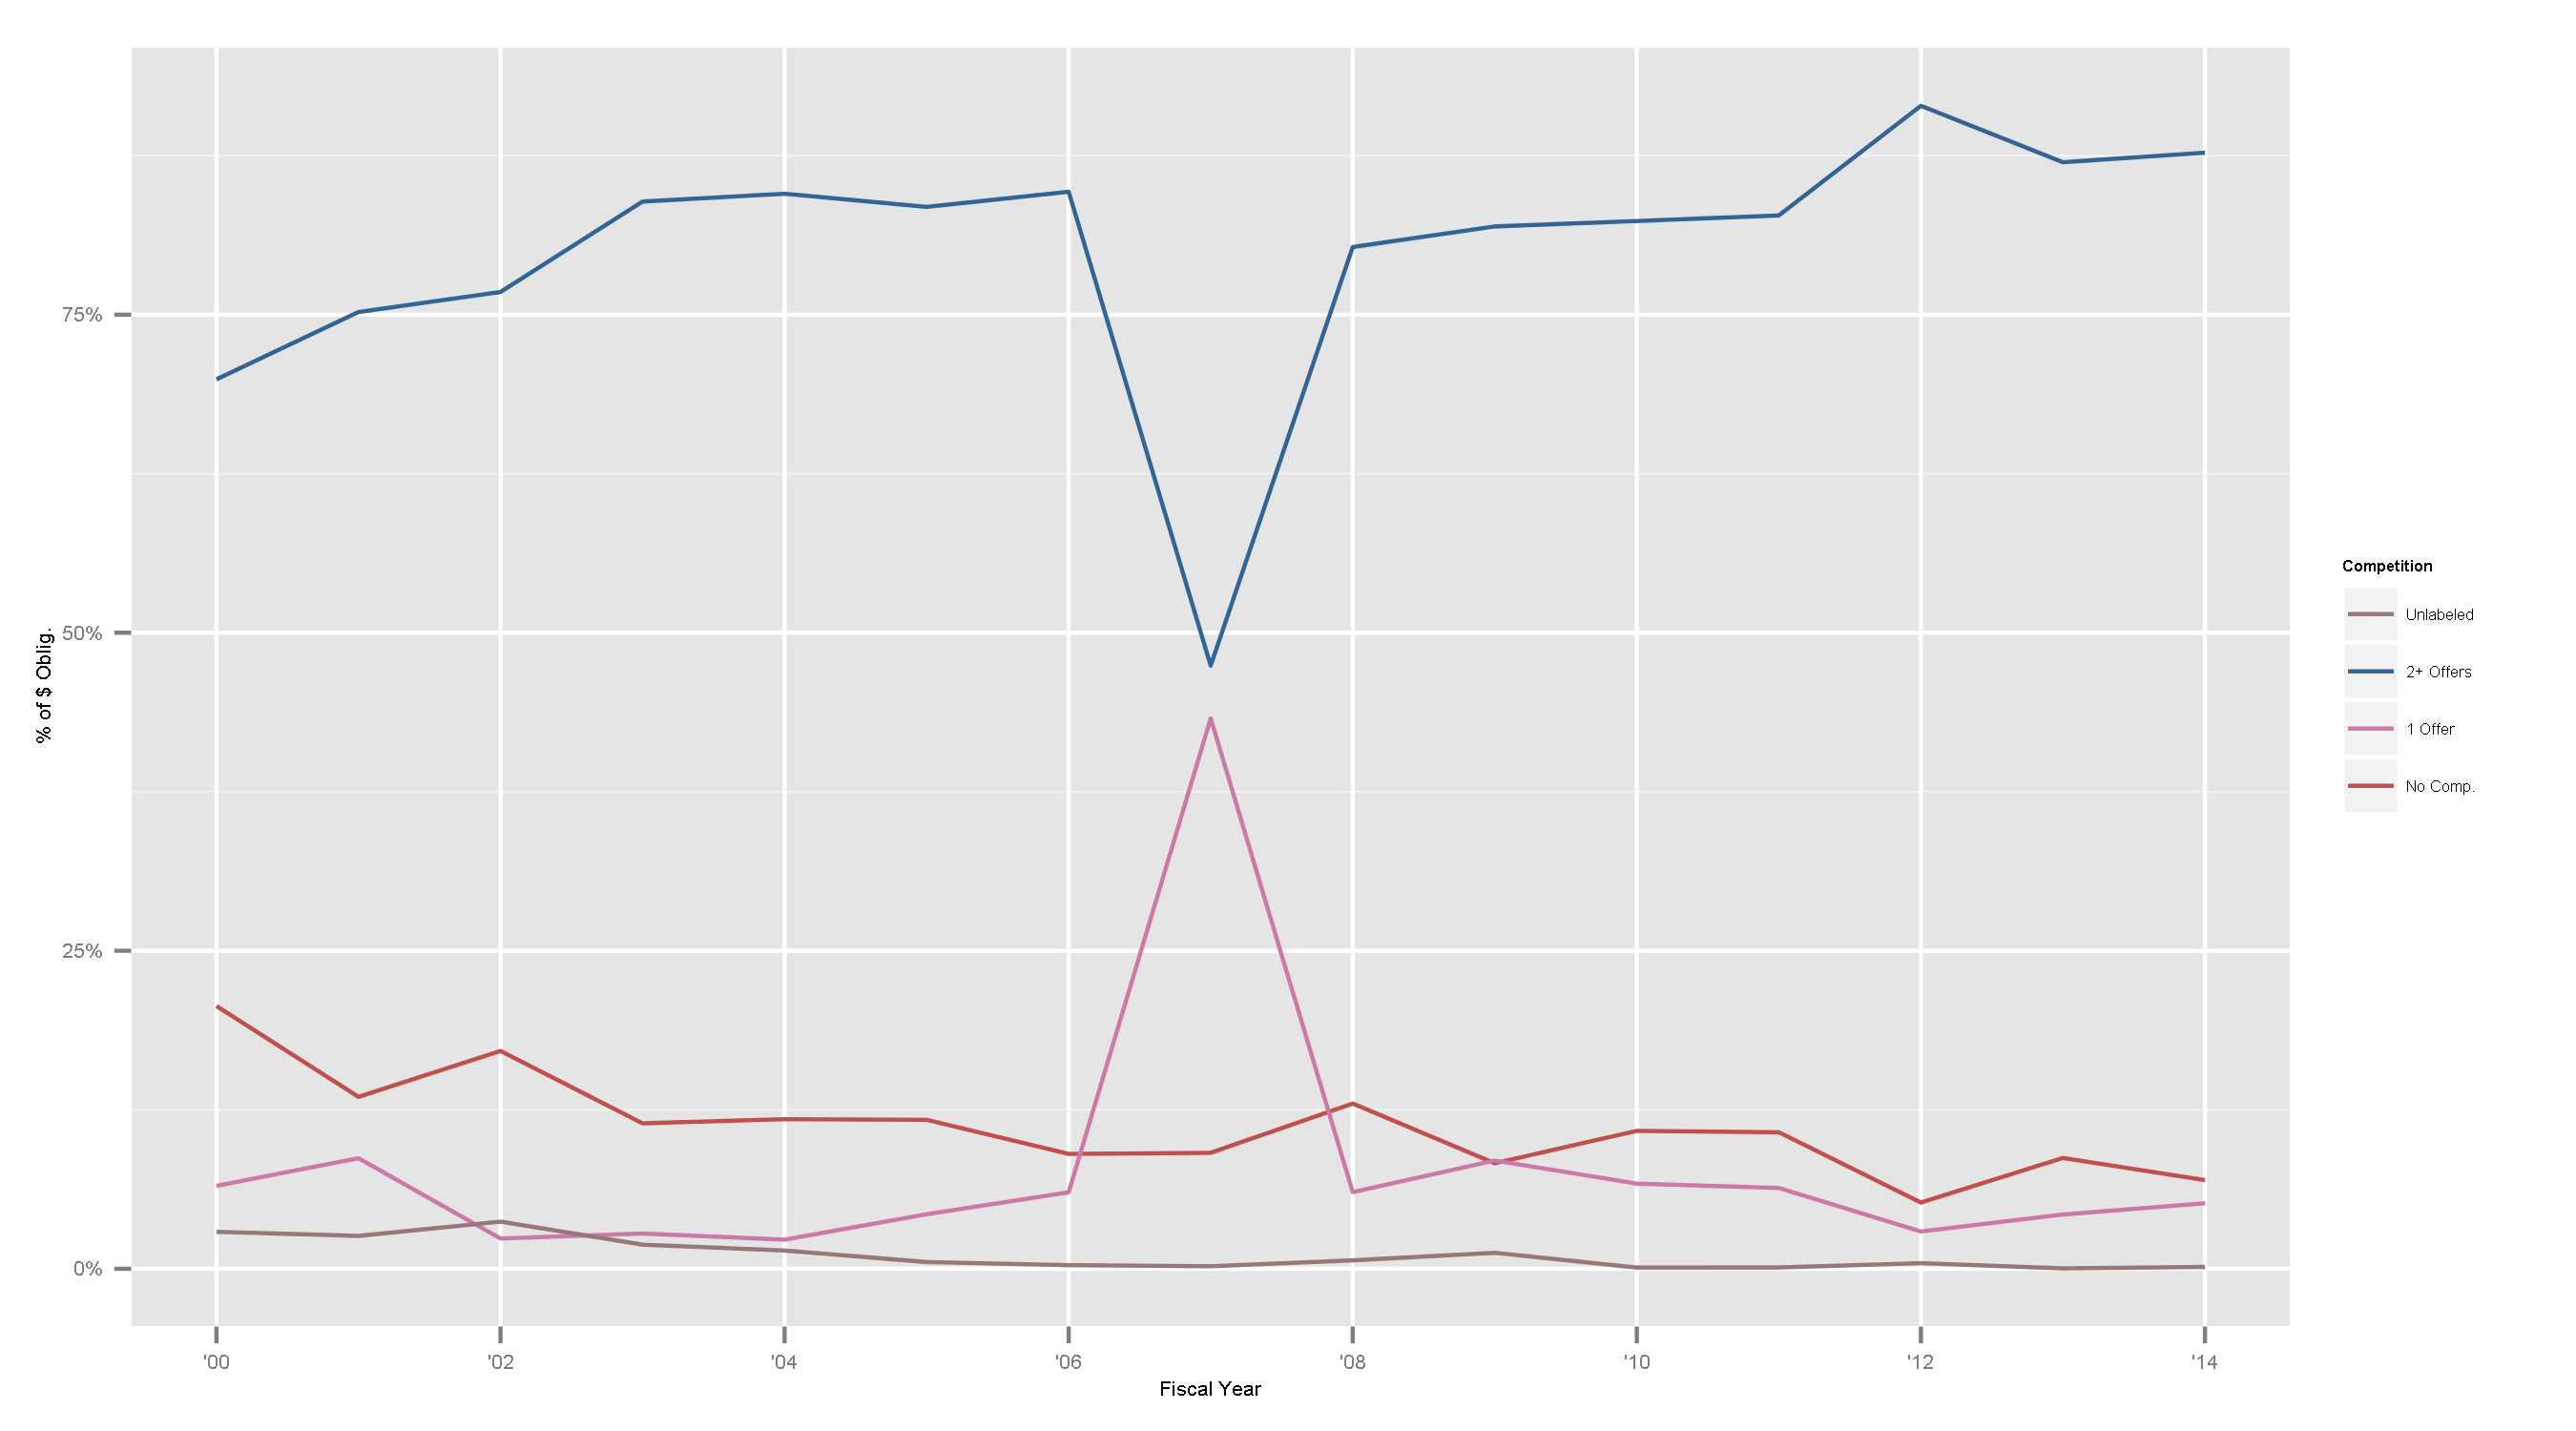 75%
50%
25%
0%
% of $ Oblig.
'00
'02
'04
'06
'08
'10
'12
'14
Fiscal Year
Competition
Unlabeled
2+ Offers
1 Offer
No Comp.